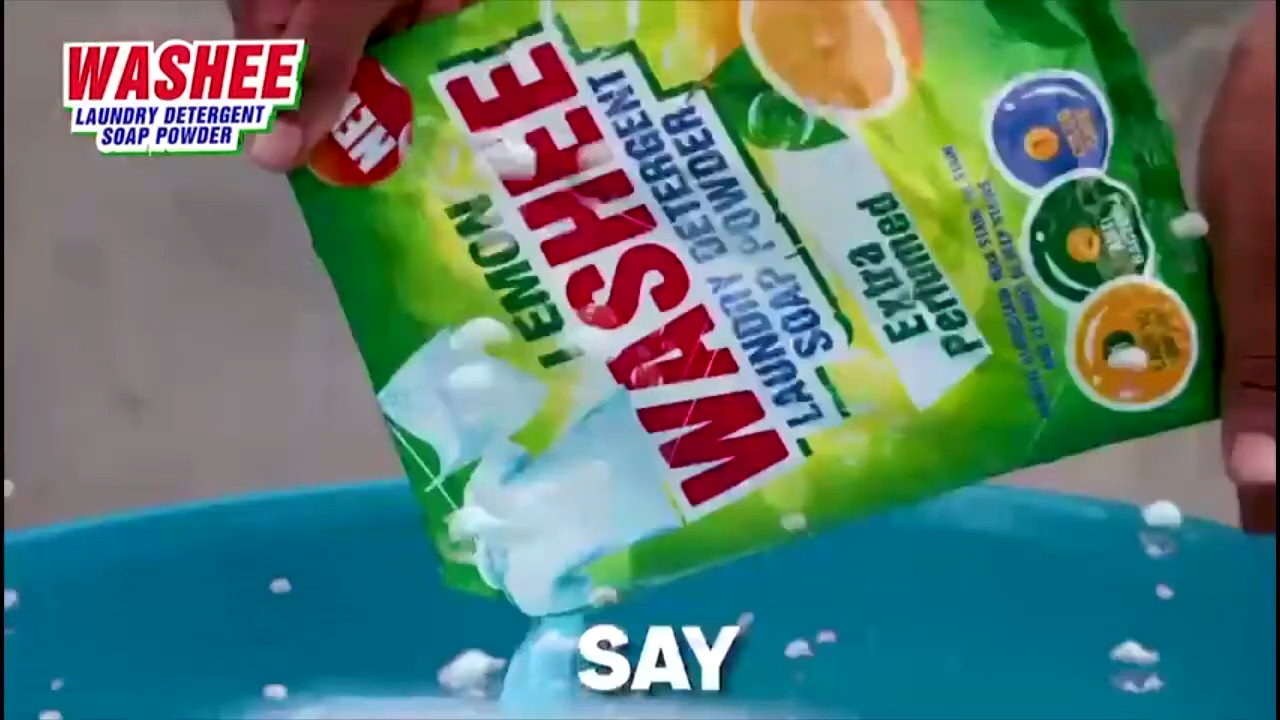 WASHEE
LAUNDRY DETERGENT
SOAP POWDER
NEW
LEMON
WASHEE
LAUNDRY DETERGENT
SOAP POWDER
Extra
Perfumed
SAY